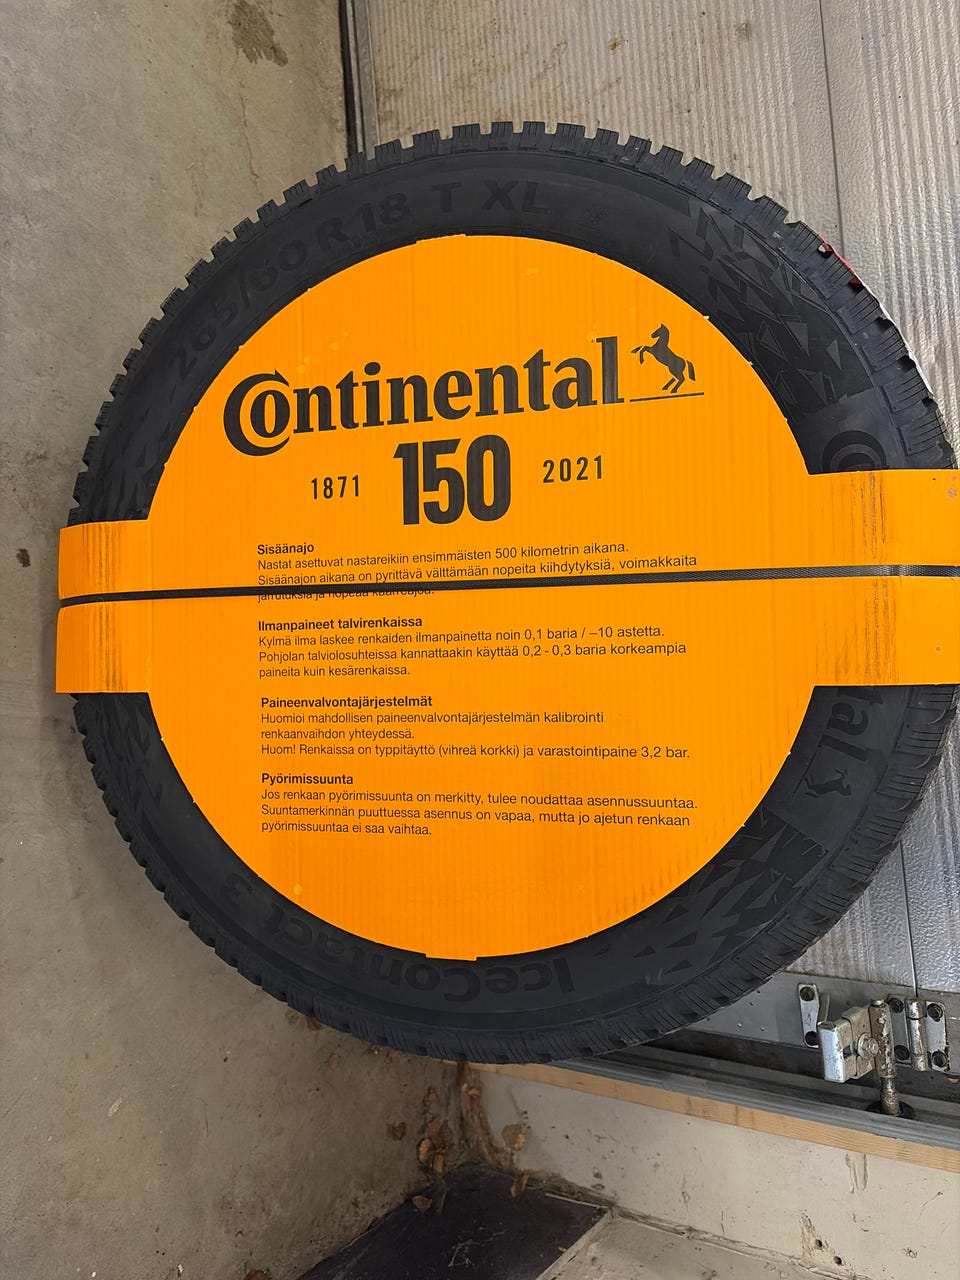 265/60 R 18 T XL
Continental
1871 150 2021
Sisäänajo
Nastat asettuvat nastareikiin ensimmäisten 500 kilometrin aikana.
Sisäänajon aikana on pyrittävä välttämään nopeita kiihdytyksiä, voimakkaita
jarrutuksia ja nopeaa kaarreajoa.
Ilmanpaineet talvirenkaissa
Kylmä ilma laskee renkaiden ilmanpainetta noin 0,1 baria / –10 astetta.
Pohjolan talviolosuhteissa kannattaakin käyttää 0,2 - 0,3 baria korkeampia
paineita kuin kesärenkaissa.
Paineenvalvontajärjestelmät
Huomioi mahdollisen paineenvalvontajärjestelmän kalibrointi
renkaanvaihdon yhteydessä.
Huom! Renkaissa on typpitäyttö (vihreä korkki) ja varastointipaine 3,2 bar.
Pyörimissuunta
Jos renkaan pyörimissuunta on merkitty, tulee noudattaa asennussuuntaa.
Suuntamerkinnän puuttuessa asennus on vapaa, mutta jo ajetun renkaan
pyörimissuuntaa ei saa vaihtaa.
IceContact 3